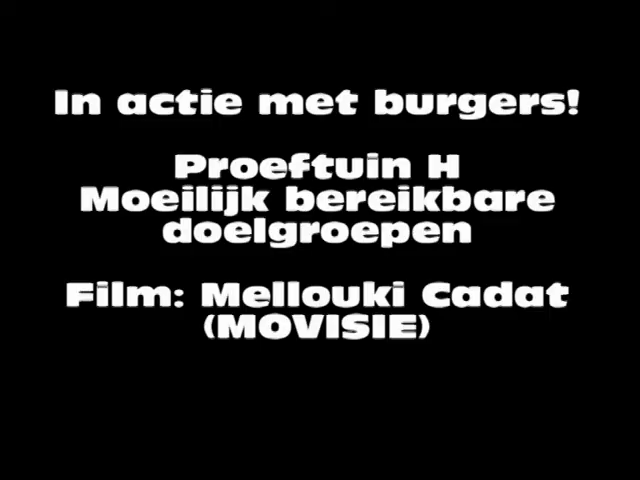 In actie met burgers!
Proeftuin H
Moeilijk bereikbare
doelgroepen
Film: Mellouki Cadat
(MOVISIE)